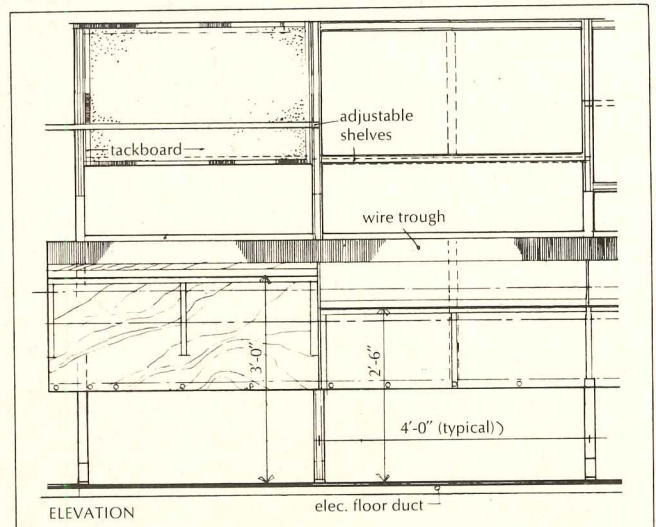 adjustable
shelves
tackboard
wire trough
3'-0"
2'-6"
4'-0" (typical)
elec. floor duct
ELEVATION